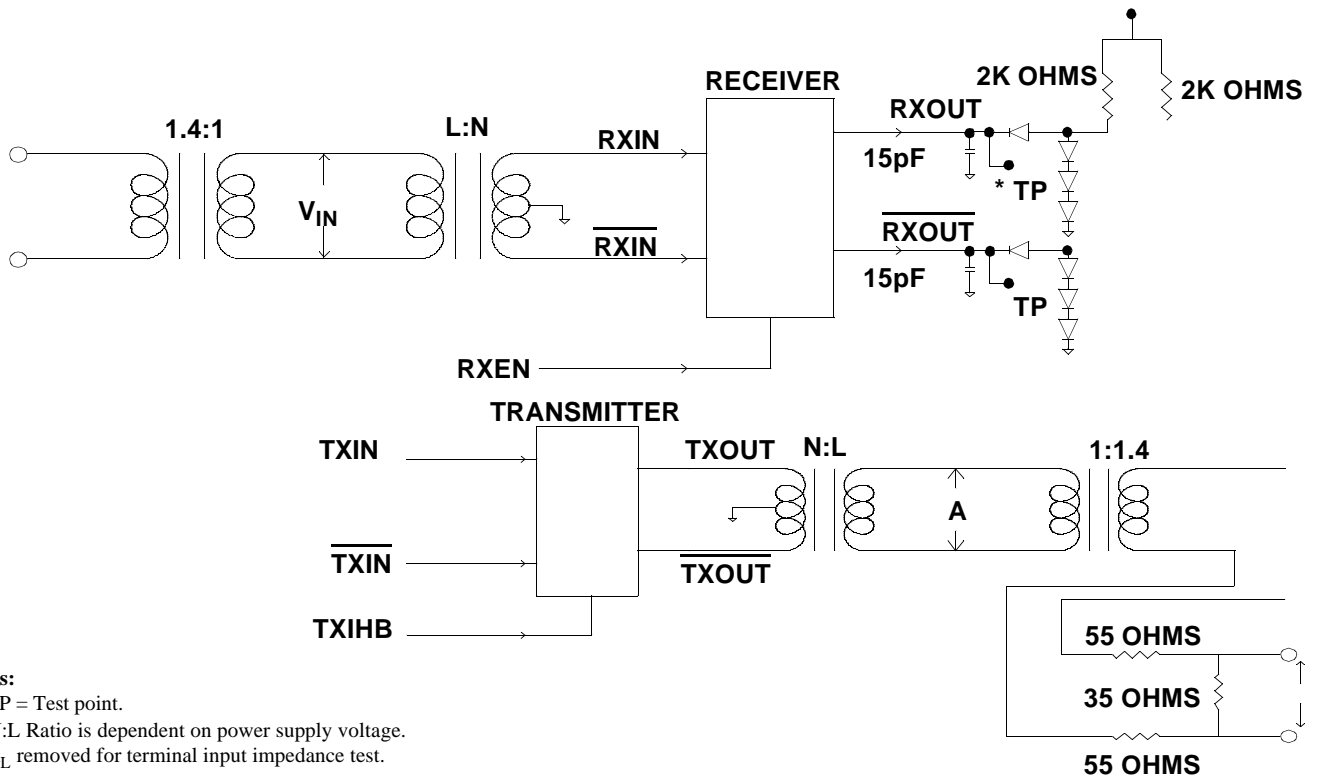 2K OHMS
2K OHMS
RECEIVER
RXOUT
1.4:1
L:N
RXIN
15pF
* TP
VIN
RXIN
RXOUT
15pF
TP
RXEN
TRANSMITTER
TXIN
TXOUT
N:L
1:1.4
A
TXIN
TXOUT
TXIHB
55 OHMS
35 OHMS
55 OHMS
s:
P = Test point.
:L Ratio is dependent on power supply voltage.
L removed for terminal input impedance test.